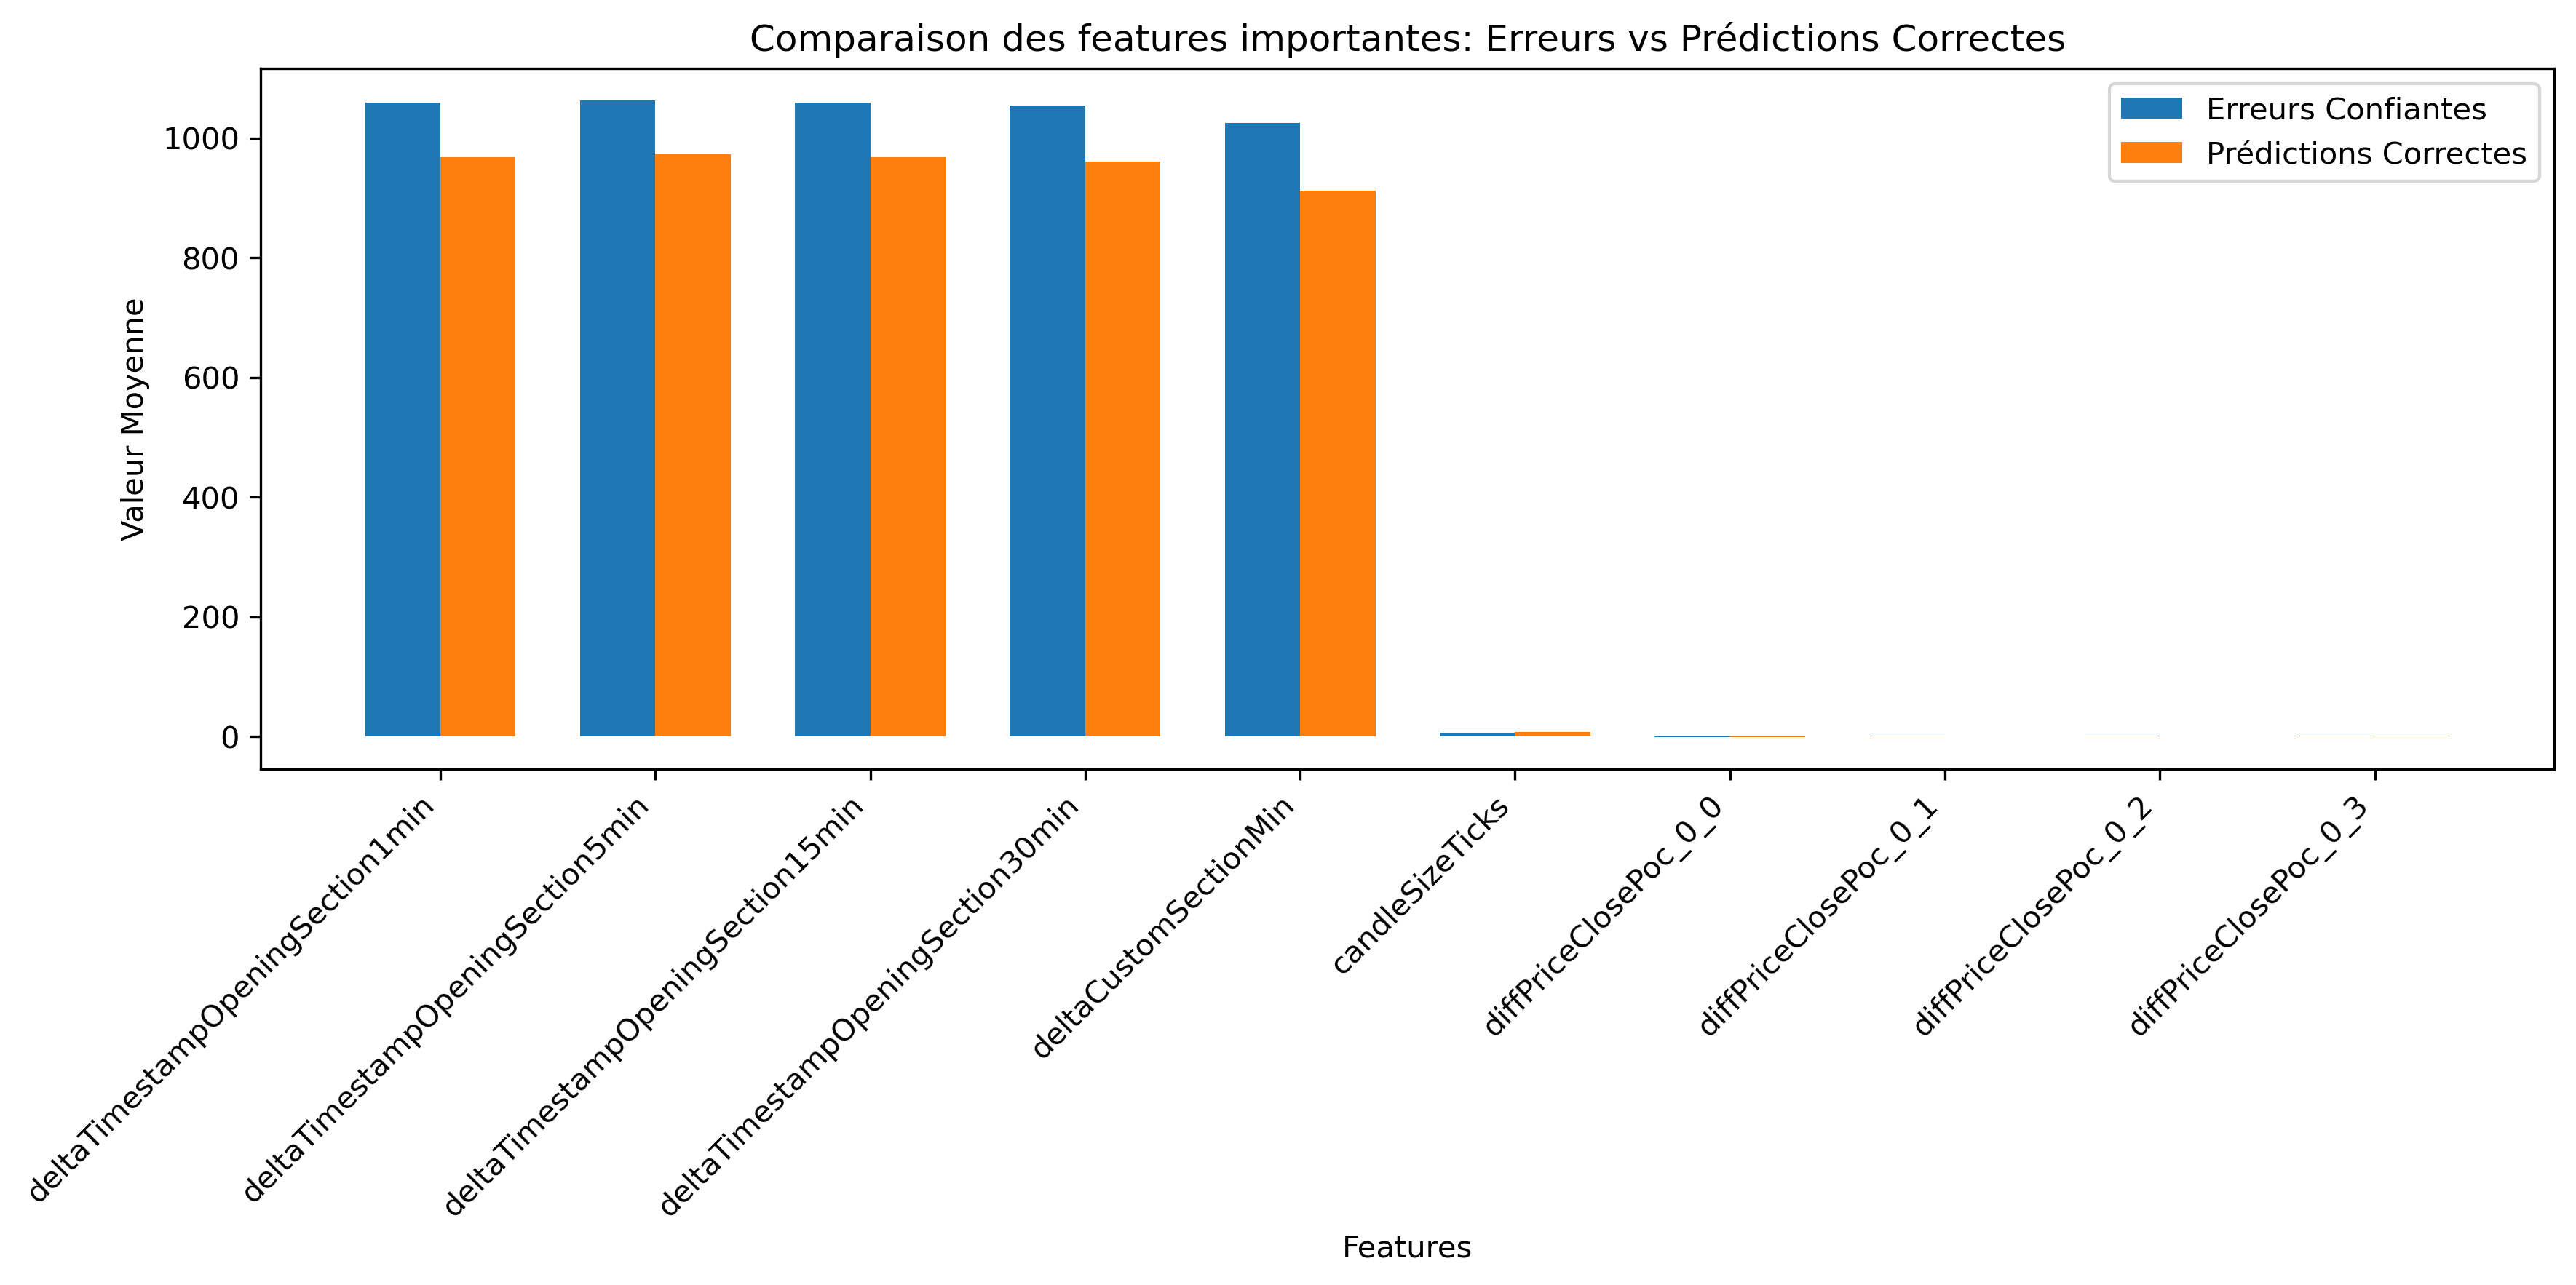 Comparaison des features importantes: Erreurs vs Prédictions Correctes
Erreurs Confiantes
Prédictions Correctes
Valeur Moyenne
1000
800
600
400
200
0
deltaTimestampOpeningSection1min
deltaTimestampOpeningSection5min
deltaTimestampOpeningSection15min
deltaTimestampOpeningSection30min
deltaCustomSectionMin
candleSizeTicks
diffPriceClosePoc_0_0
diffPriceClosePoc_0_1
diffPriceClosePoc_0_2
diffPriceClosePoc_0_3
Features